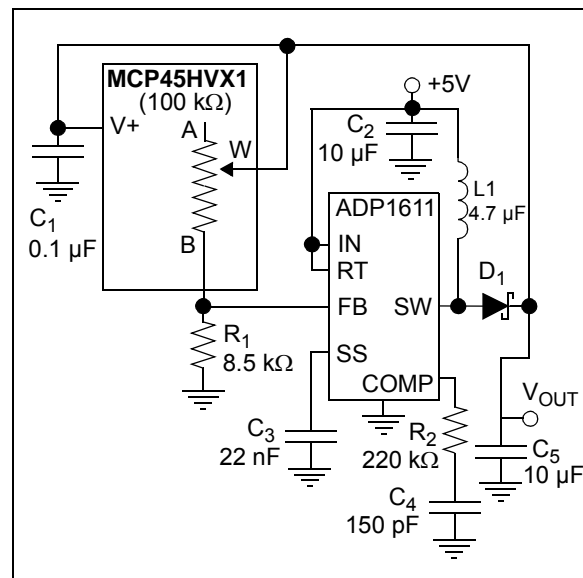 MCP45HVX1
(100 kΩ)
+5V
V+
A
W
C2
10 µF
L1
4.7 µF
ADP1611
C1
0.1 µF
B
IN
RT
D1
FB
SW
R1
8.5 kΩ
SS
COMP
VOUT
C3
22 nF
R2
220 kΩ
C5
10 µF
C4
150 pF